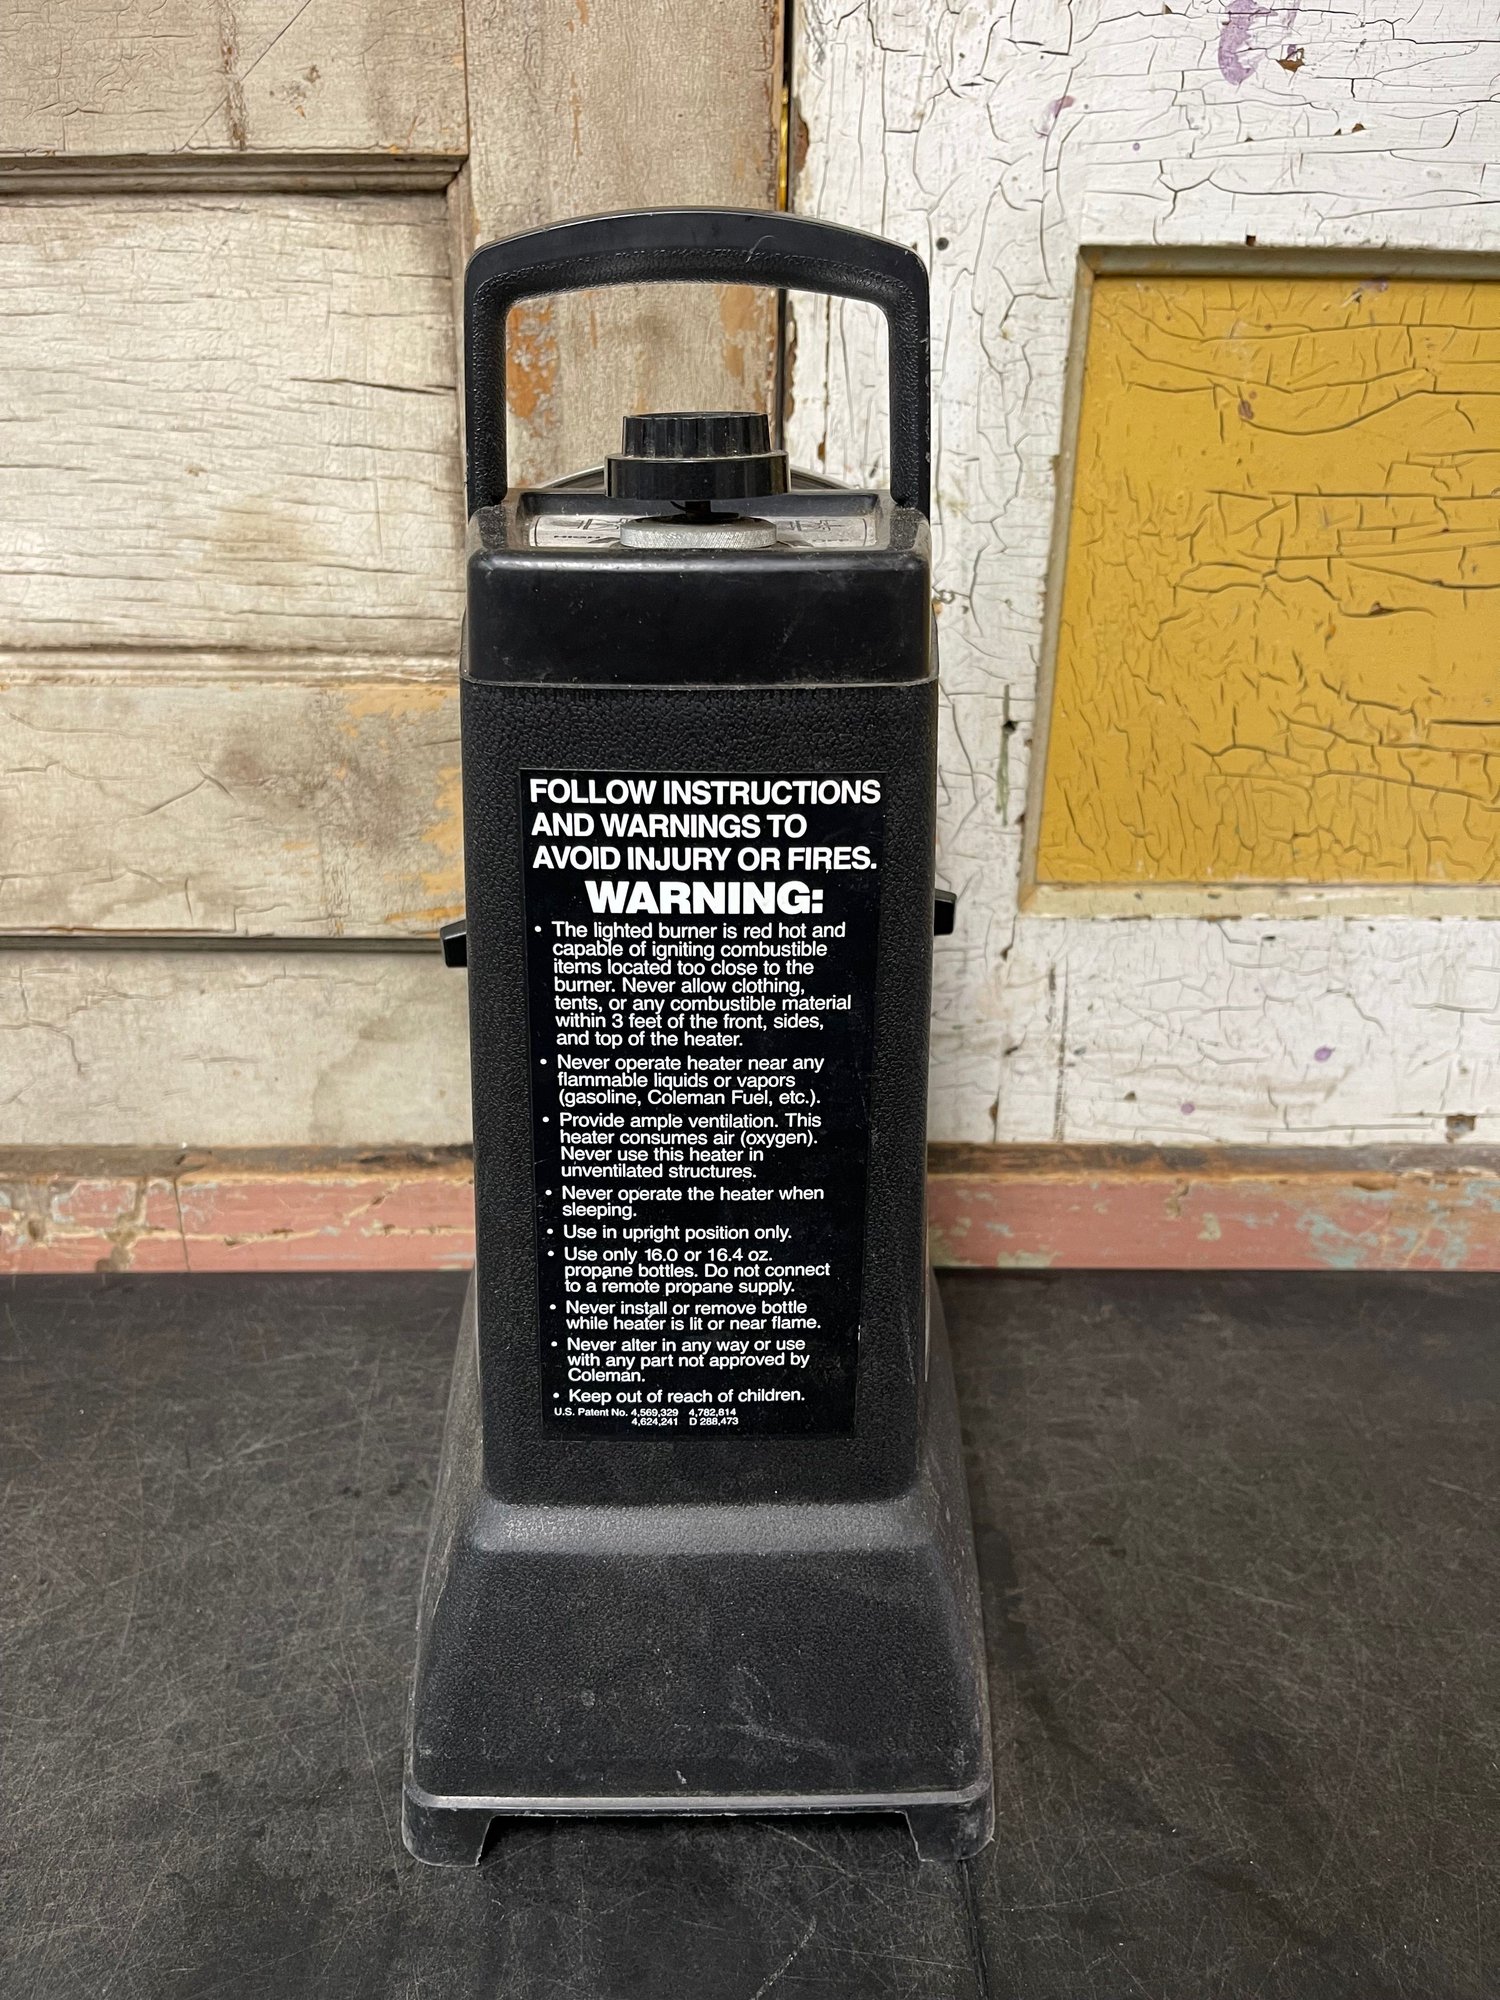 HIGH
FOLLOW INSTRUCTIONS
AND WARNINGS TO
AVOID INJURY OR FIRES.
WARNING:
• The lighted burner is red hot and
capable of igniting combustible
items located too close to the
burner. Never allow clothing,
tents, or any combustible material
within 3 feet of the front, sides,
and top of the heater.
• Never operate heater near any
flammable liquids or vapors
(gasoline, Coleman Fuel, etc.).
• Provide ample ventilation. This
heater consumes air (oxygen).
Never use this heater in
unventilated structures.
• Never operate the heater when
sleeping.
• Use in upright position only.
• Use only 16.0 or 16.4 oz.
propane bottles. Do not connect
to a remote propane supply.
• Never install or remove bottle
while heater is lit or near flame.
• Never alter in any way or use
with any part not approved by
Coleman.
• Keep out of reach of children.
U.S. Patent No. 4,569,329 4,782,814
4,624,241 D 288,473